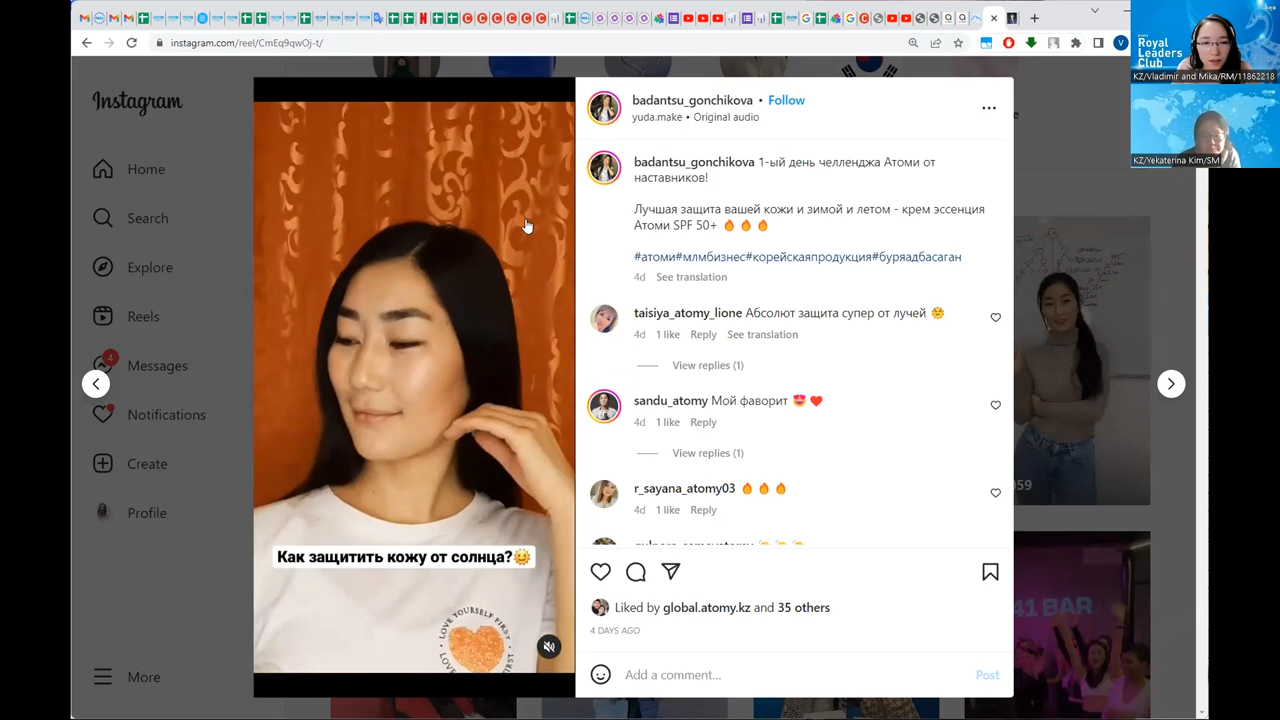 instagram.com/reel/CmEq9qwOj-t/
Royal
Leaders
Club
KZ/Vladimir and Mika/RM/11862218
KZ/Yekaterina Kim/SM
Instagram
Home
Search
Explore
Reels
4
Messages
Notifications
Create
Profile
More
Как защитить кожу от солнца?🌞
LOVE YOURSELF FIRST
badantsu_gonchikova • Follow
yuda.make • Original audio
badantsu_gonchikova 1-ый день челленджа Атоми от
наставников!
Лучшая защита вашей кожи и зимой и летом - крем эссенция
Атоми SPF 50+ 🔥 🔥 🔥
#атоми#млмбизнес#корейскаяпродукция#буряадбасаган
4d See translation
taisiya_atomy_lione Абсолют защита супер от лучей
4d 1 like Reply See translation
View replies (1)
sandu_atomy Мой фаворит 😍 ❤️
4d 1 like Reply
View replies (1)
r_sayana_atomy03 🔥 🔥 🔥
4d 1 like Reply
Liked by global.atomy.kz and 35 others
4 DAYS AGO
Add a comment...
Post
41 BAR